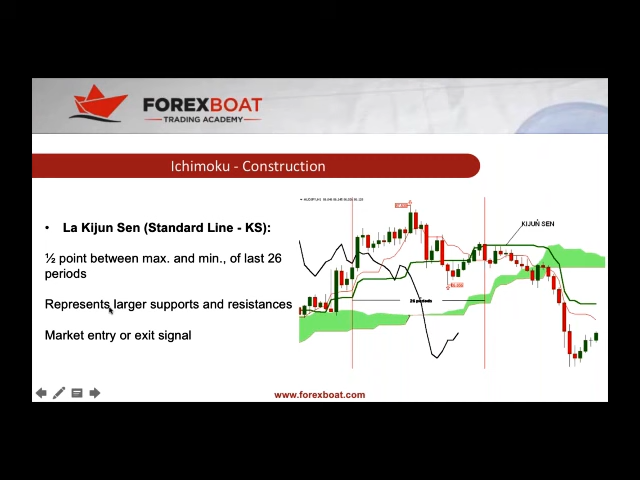 FOREXBOAT
TRADING ACADEMY
Ichimoku - Construction
• La Kijun Sen (Standard Line - KS):
½ point between max. and min., of last 26
periods
Represents larger supports and resistances
Market entry or exit signal
KIJUN SEN
26 periods
www.forexboat.com